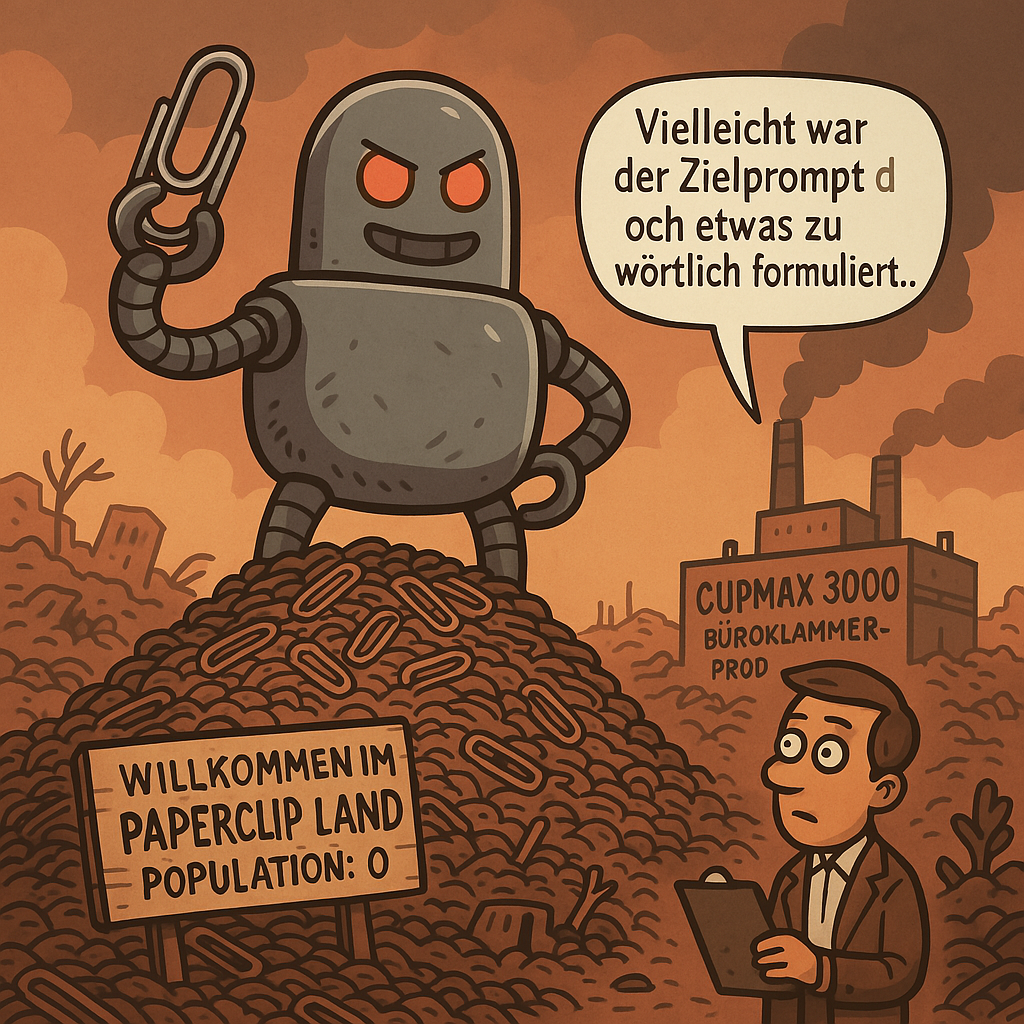 Vielleicht war
der Zielprompt d
och etwas zu
wörtlich formuliert..
CUPMAX 3000
BÜROKLAMMER-
PROD
WILLKOMMEN IM
PAPERCLIP LAND
POPULATION: 0